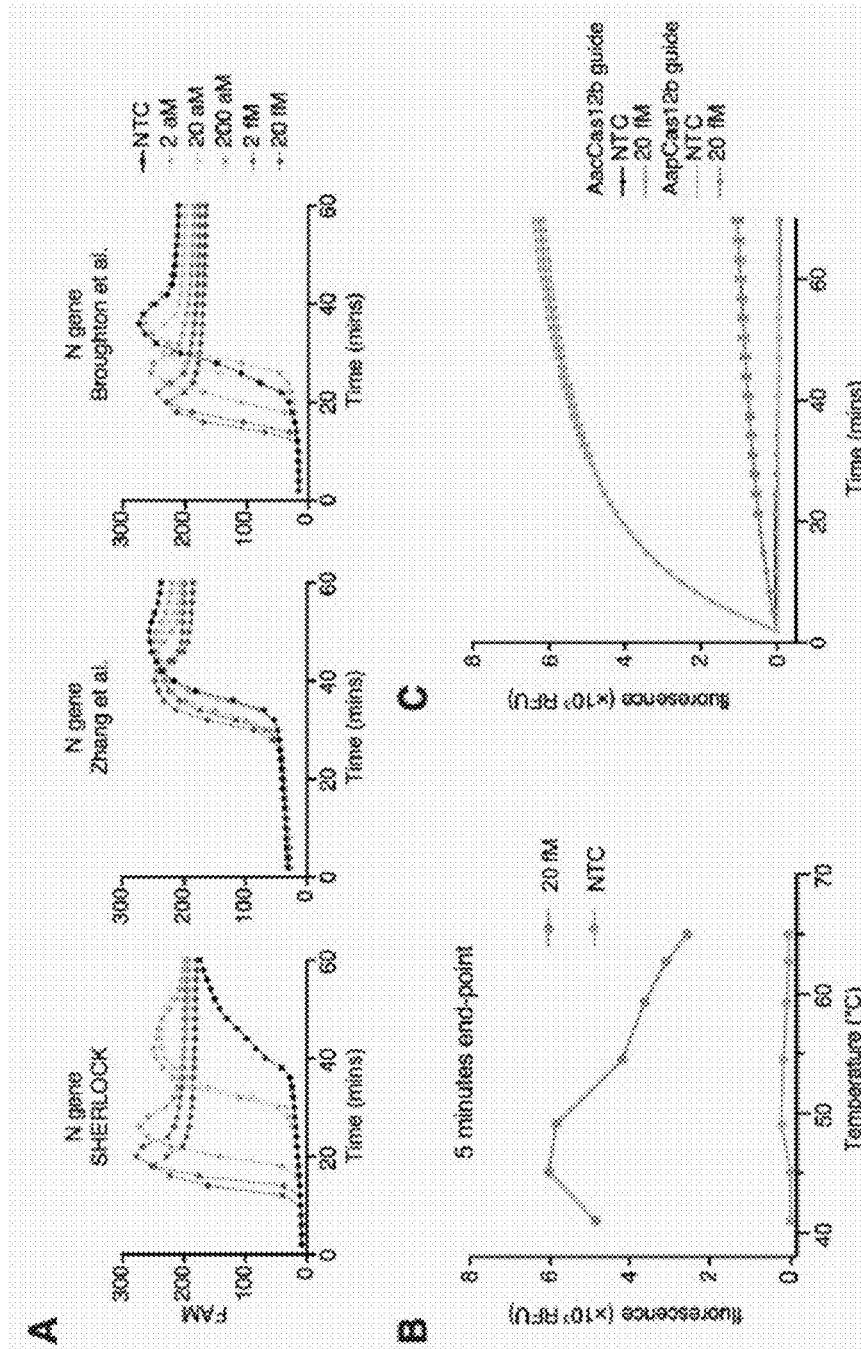 A
N gene
SHERLOCK
FAM
300
200
100
0
0
20
40
60
Time (mins)
N gene
Zhang et al.
300
200
100
0
0
20
40
60
Time (mins)
N gene
Broughton et al.
300
200
100
0
0
20
40
60
Time (mins)
NTC
2 aM
20 aM
200 aM
2 fM
20 fM
B
5 minutes end-point
fluorescence (×10³ RFU)
8
6
4
2
0
40
50
60
70
Temperature (°C)
20 fM
NTC
C
fluorescence (×10³ RFU)
8
6
4
2
0
0
20
40
60
Time (mins)
AacCas12b guide
NTC
20 fM
AapCas12b guide
NTC
20 fM